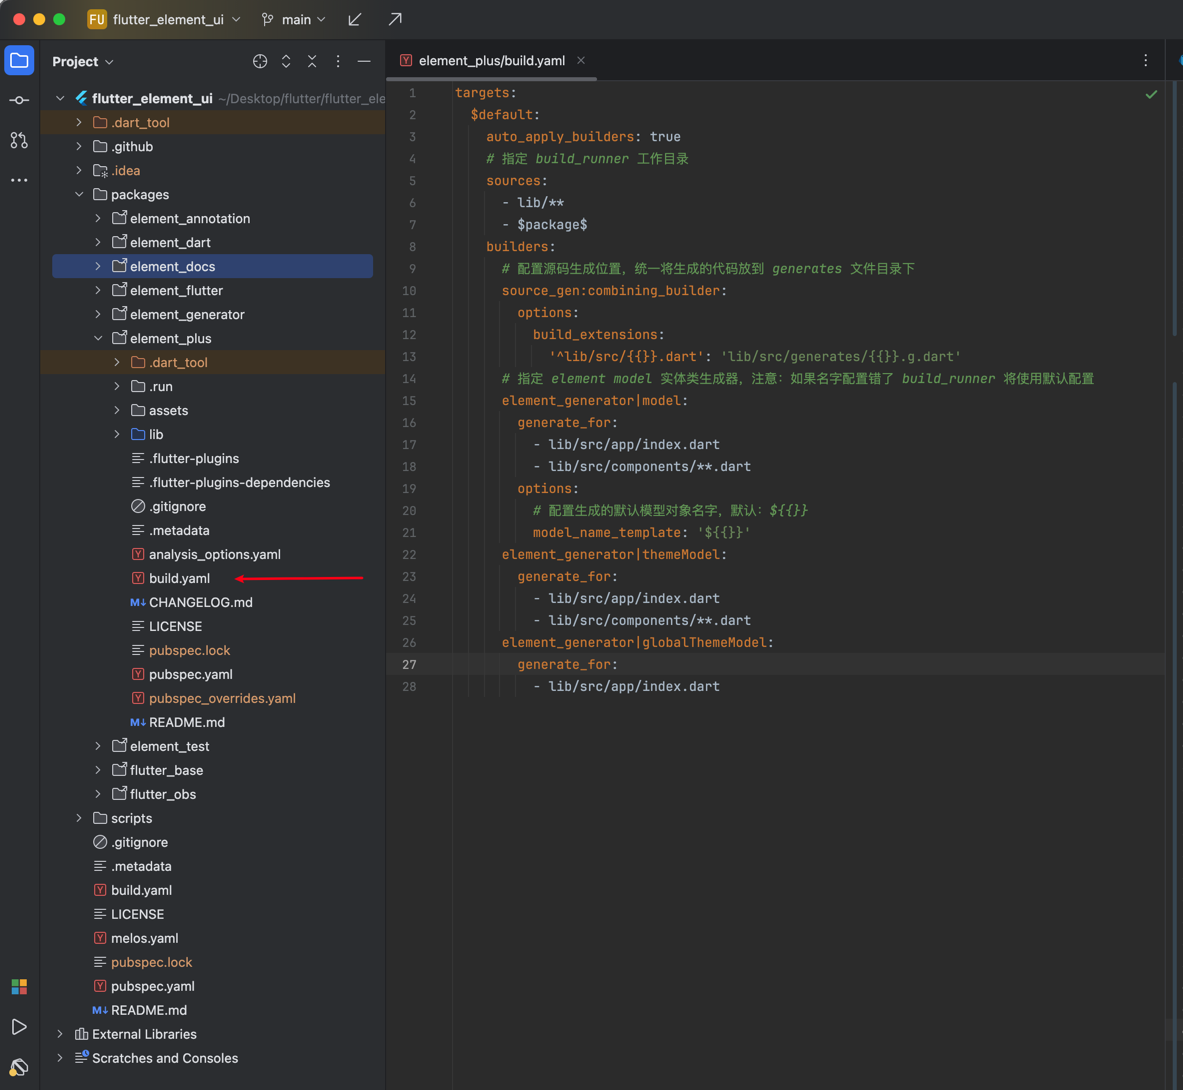 FU flutter_element_ui main
Project
element_plus/build.yaml
flutter_element_ui ~/Desktop/flutter/flutter_ele
.dart_tool
.github
.idea
packages
element_annotation
element_dart
element_docs
element_flutter
element_generator
element_plus
.dart_tool
.run
assets
lib
.flutter-plugins
.flutter-plugins-dependencies
.gitignore
.metadata
analysis_options.yaml
build.yaml
CHANGELOG.md
LICENSE
pubspec.lock
pubspec.yaml
pubspec_overrides.yaml
README.md
element_test
flutter_base
flutter_obs
scripts
.gitignore
.metadata
build.yaml
LICENSE
melos.yaml
pubspec.lock
pubspec.yaml
README.md
External Libraries
Scratches and Consoles
1 targets:
2 $default:
3 auto_apply_builders: true
4 # 指定 build_runner 工作目录
5 sources:
6 - lib/**
7 - $package$
8 builders:
9 # 配置源码生成位置，统一将生成的代码放到 generates 文件目录下
10 source_gen:combining_builder:
11 options:
12 build_extensions:
13 '^lib/src/{{}}.dart': 'lib/src/generates/{{}}.g.dart'
14 # 指定 element model 实体类生成器，注意：如果名字配置错了 build_runner 将使用默认配置
15 element_generator|model:
16 generate_for:
17 - lib/src/app/index.dart
18 - lib/src/components/**.dart
19 options:
20 # 配置生成的默认模型对象名字，默认：${{}}
21 model_name_template: '${{}}'
22 element_generator|themeModel:
23 generate_for:
24 - lib/src/app/index.dart
25 - lib/src/components/**.dart
26 element_generator|globalThemeModel:
27 generate_for:
28 - lib/src/app/index.dart